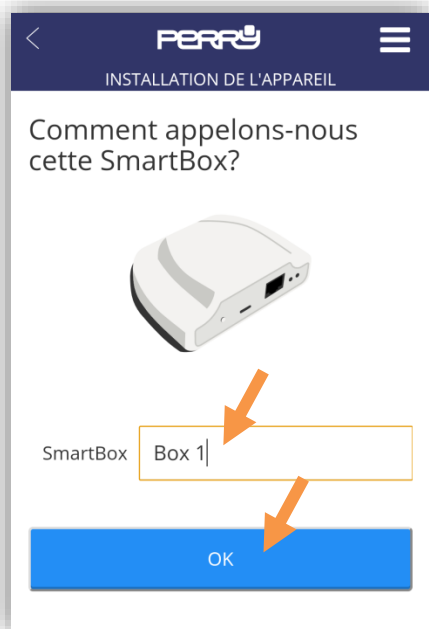 PERRY
INSTALLATION DE L'APPAREIL
Comment appelons-nous
cette SmartBox?
SmartBox Box 1
OK